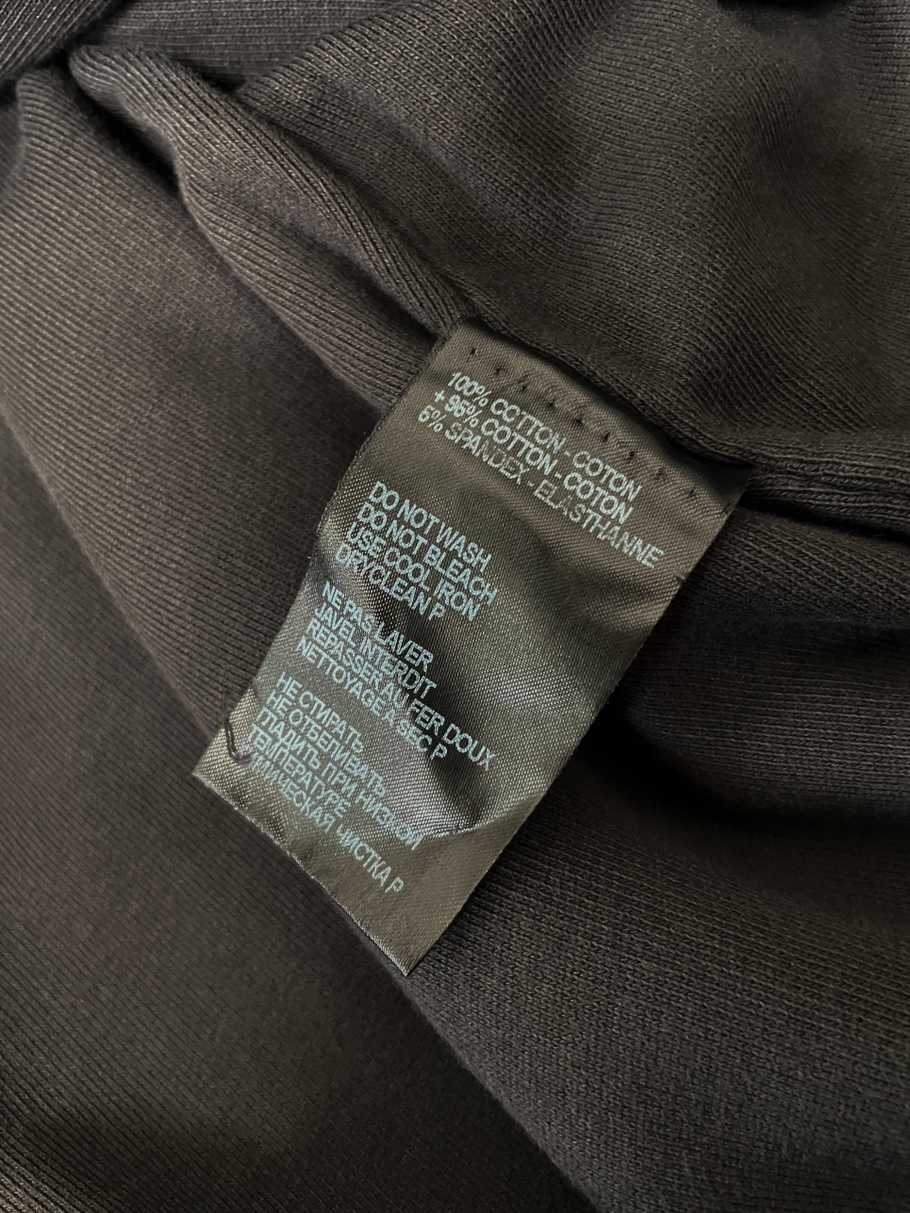 100% COTTON - COTON
+ 95% COTTON - COTON
5% SPANDEX - ELASTHANNE
DO NOT WASH
DO NOT BLEACH
USE COOL IRON
DRYCLEAN P
NE PAS LAVER
JAVEL INTERDIT
REPASSER AU FER DOUX
NETTOYAGE A SEC P
НЕ СТИРАТЬ
НЕ ОТБЕЛИВАТЬ
ГЛАДИТЬ ПРИ НИЗКОЙ
ТЕМПЕРАТУРЕ
ЧИСТКА P